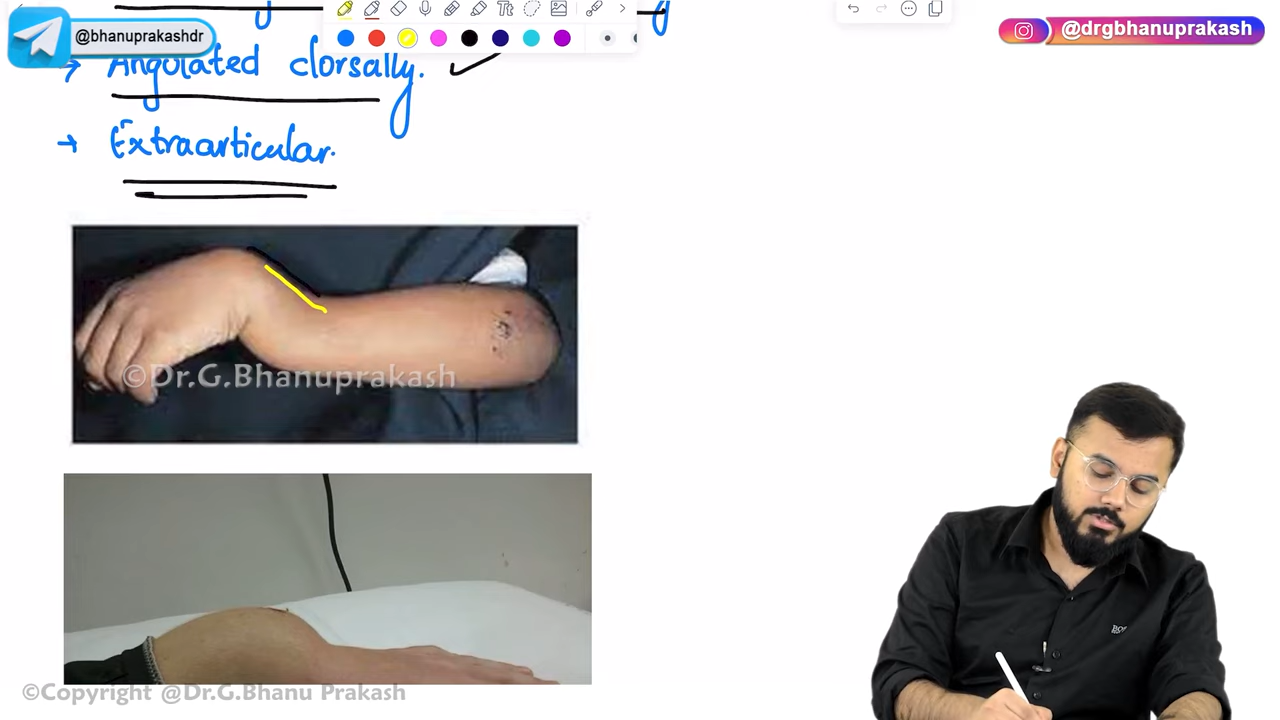 @bhanuprakashdr
@drgbhanuprakash
Angulated dorsally.
→ Extraarticular.
©Dr.G.Bhanuprakash
©Copyright @Dr.G.Bhanu Prakash